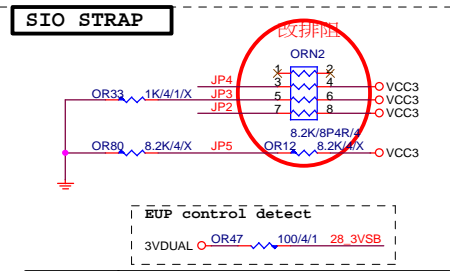 SIO STRAP
改排阻
ORN2
1 2
JP4 3 4 VCC3
OR33 1K/4/1/X JP3 5 6 VCC3
JP2 7 8 VCC3
8.2K/8P4R/4
OR80 8.2K/4/X JP5 OR12 8.2K/4/X VCC3
EUP control detect
3VDUAL OR47 100/4/1 28_3VSB